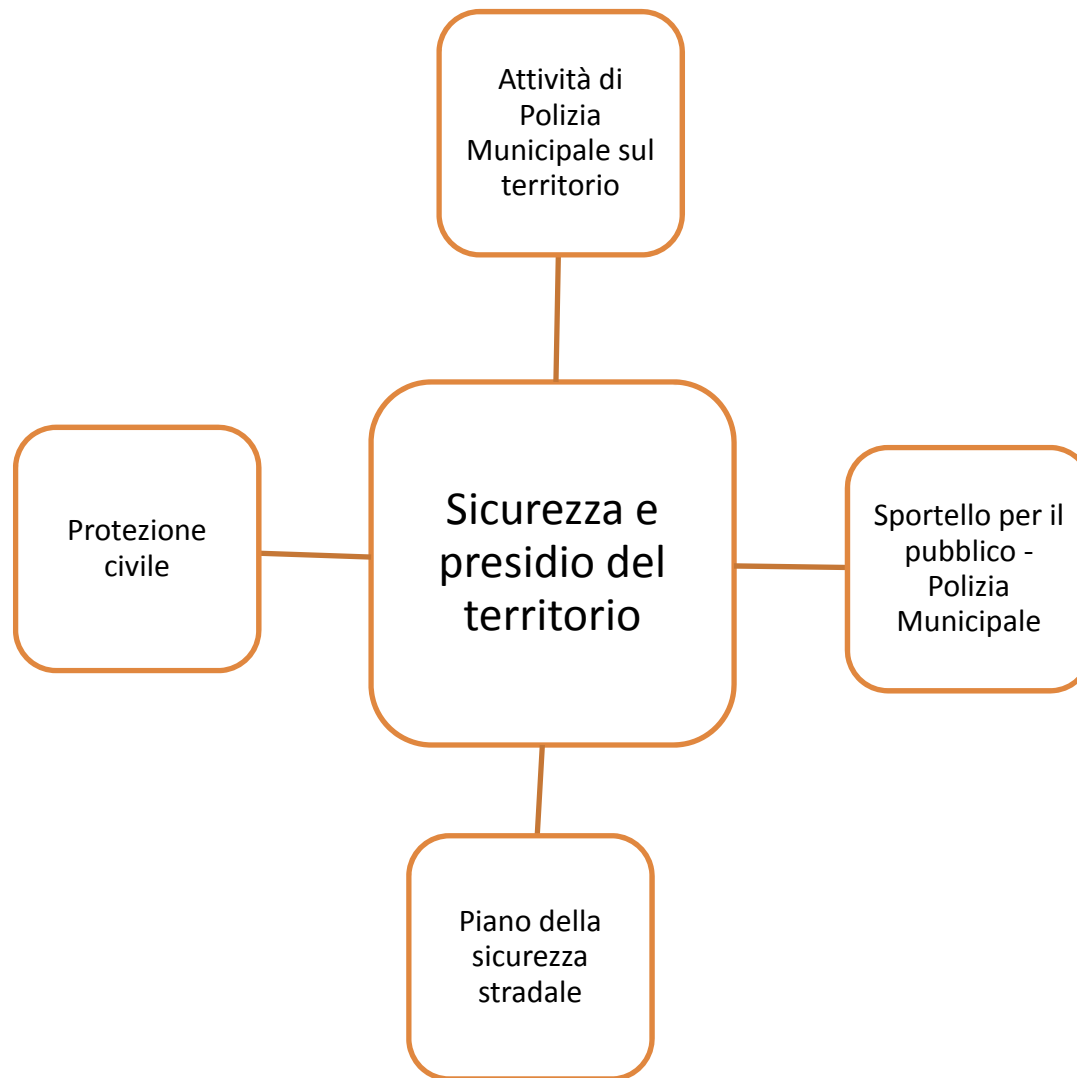 Attività di
Polizia
Municipale sul
territorio
Protezione
civile
Sicurezza e
presidio del
territorio
Sportello per il
pubblico -
Polizia
Municipale
Piano della
sicurezza
stradale